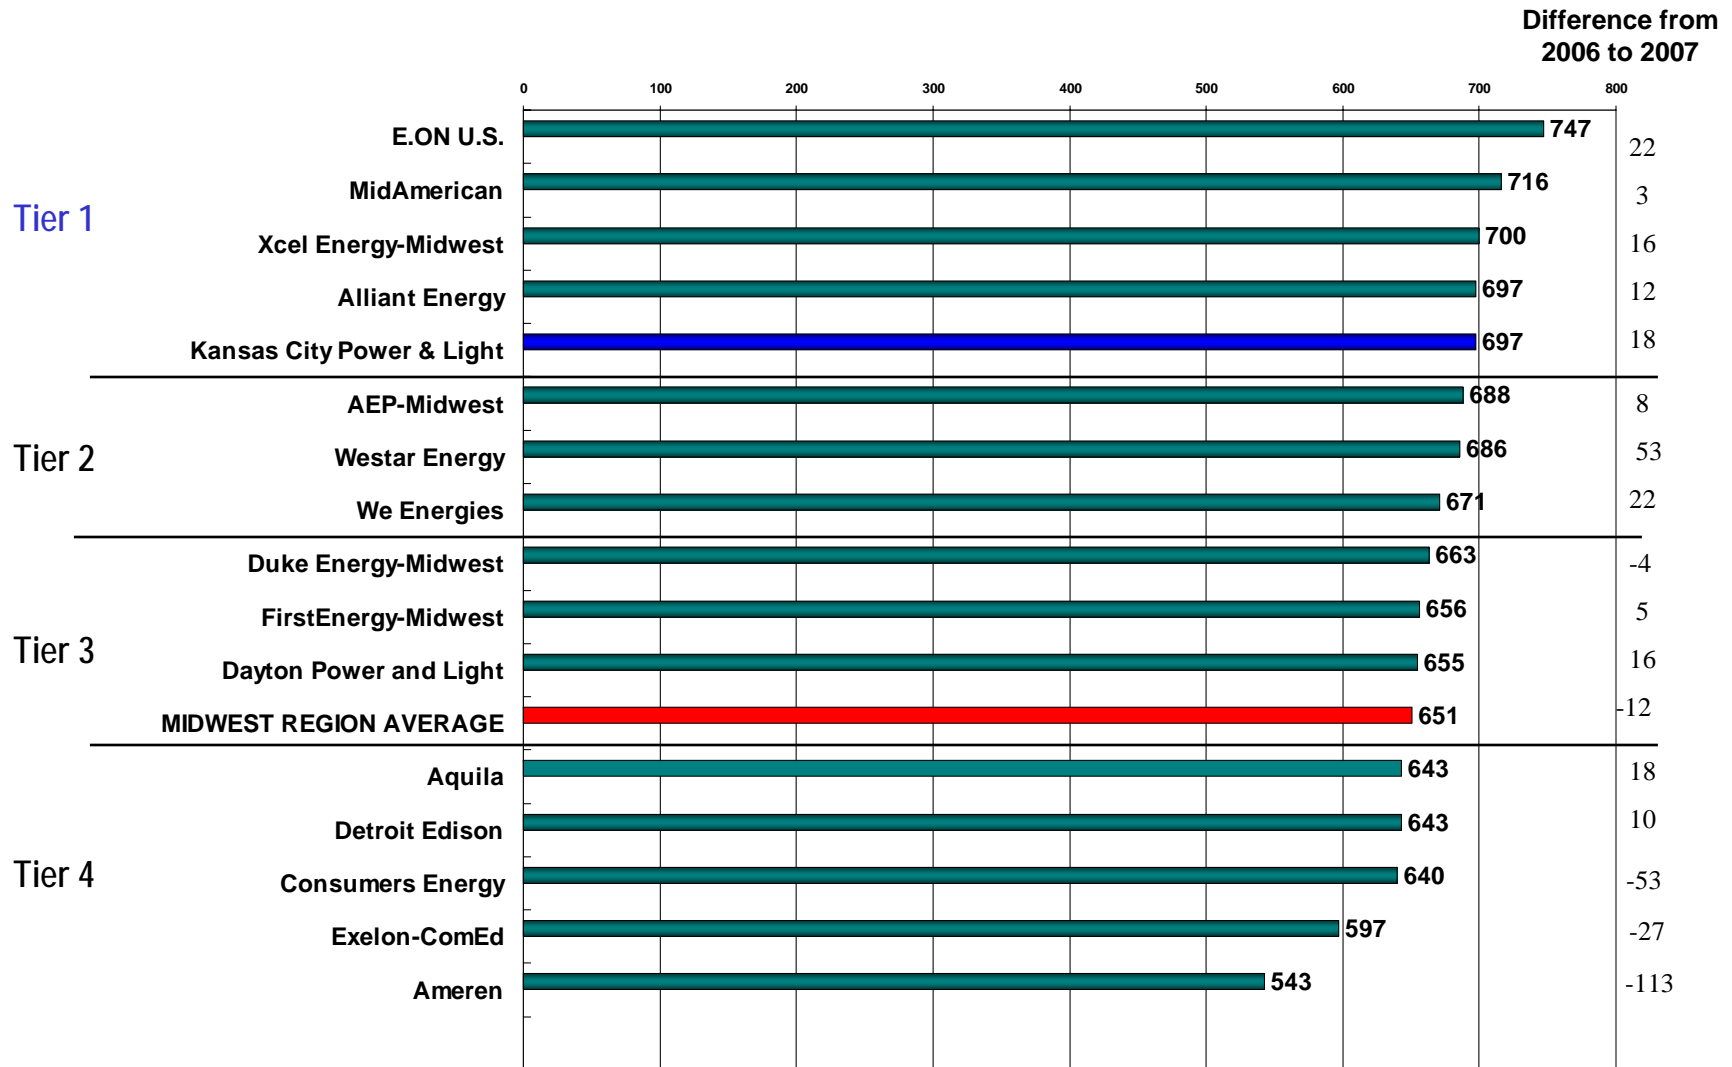 Difference from
2006 to 2007
0 100 200 300 400 500 600 700 800
E.ON U.S. 747 22
MidAmerican 716 3
Tier 1
Xcel Energy-Midwest 700 16
Alliant Energy 697 12
Kansas City Power & Light 697 18
AEP-Midwest 688 8
Tier 2 Westar Energy 686 53
We Energies 671 22
Duke Energy-Midwest 663 -4
FirstEnergy-Midwest 656 5
Tier 3
Dayton Power and Light 655 16
MIDWEST REGION AVERAGE 651 -12
Aquila 643 18
Detroit Edison 643 10
Tier 4 Consumers Energy 640 -53
Exelon-ComEd 597 -27
Ameren 543 -113